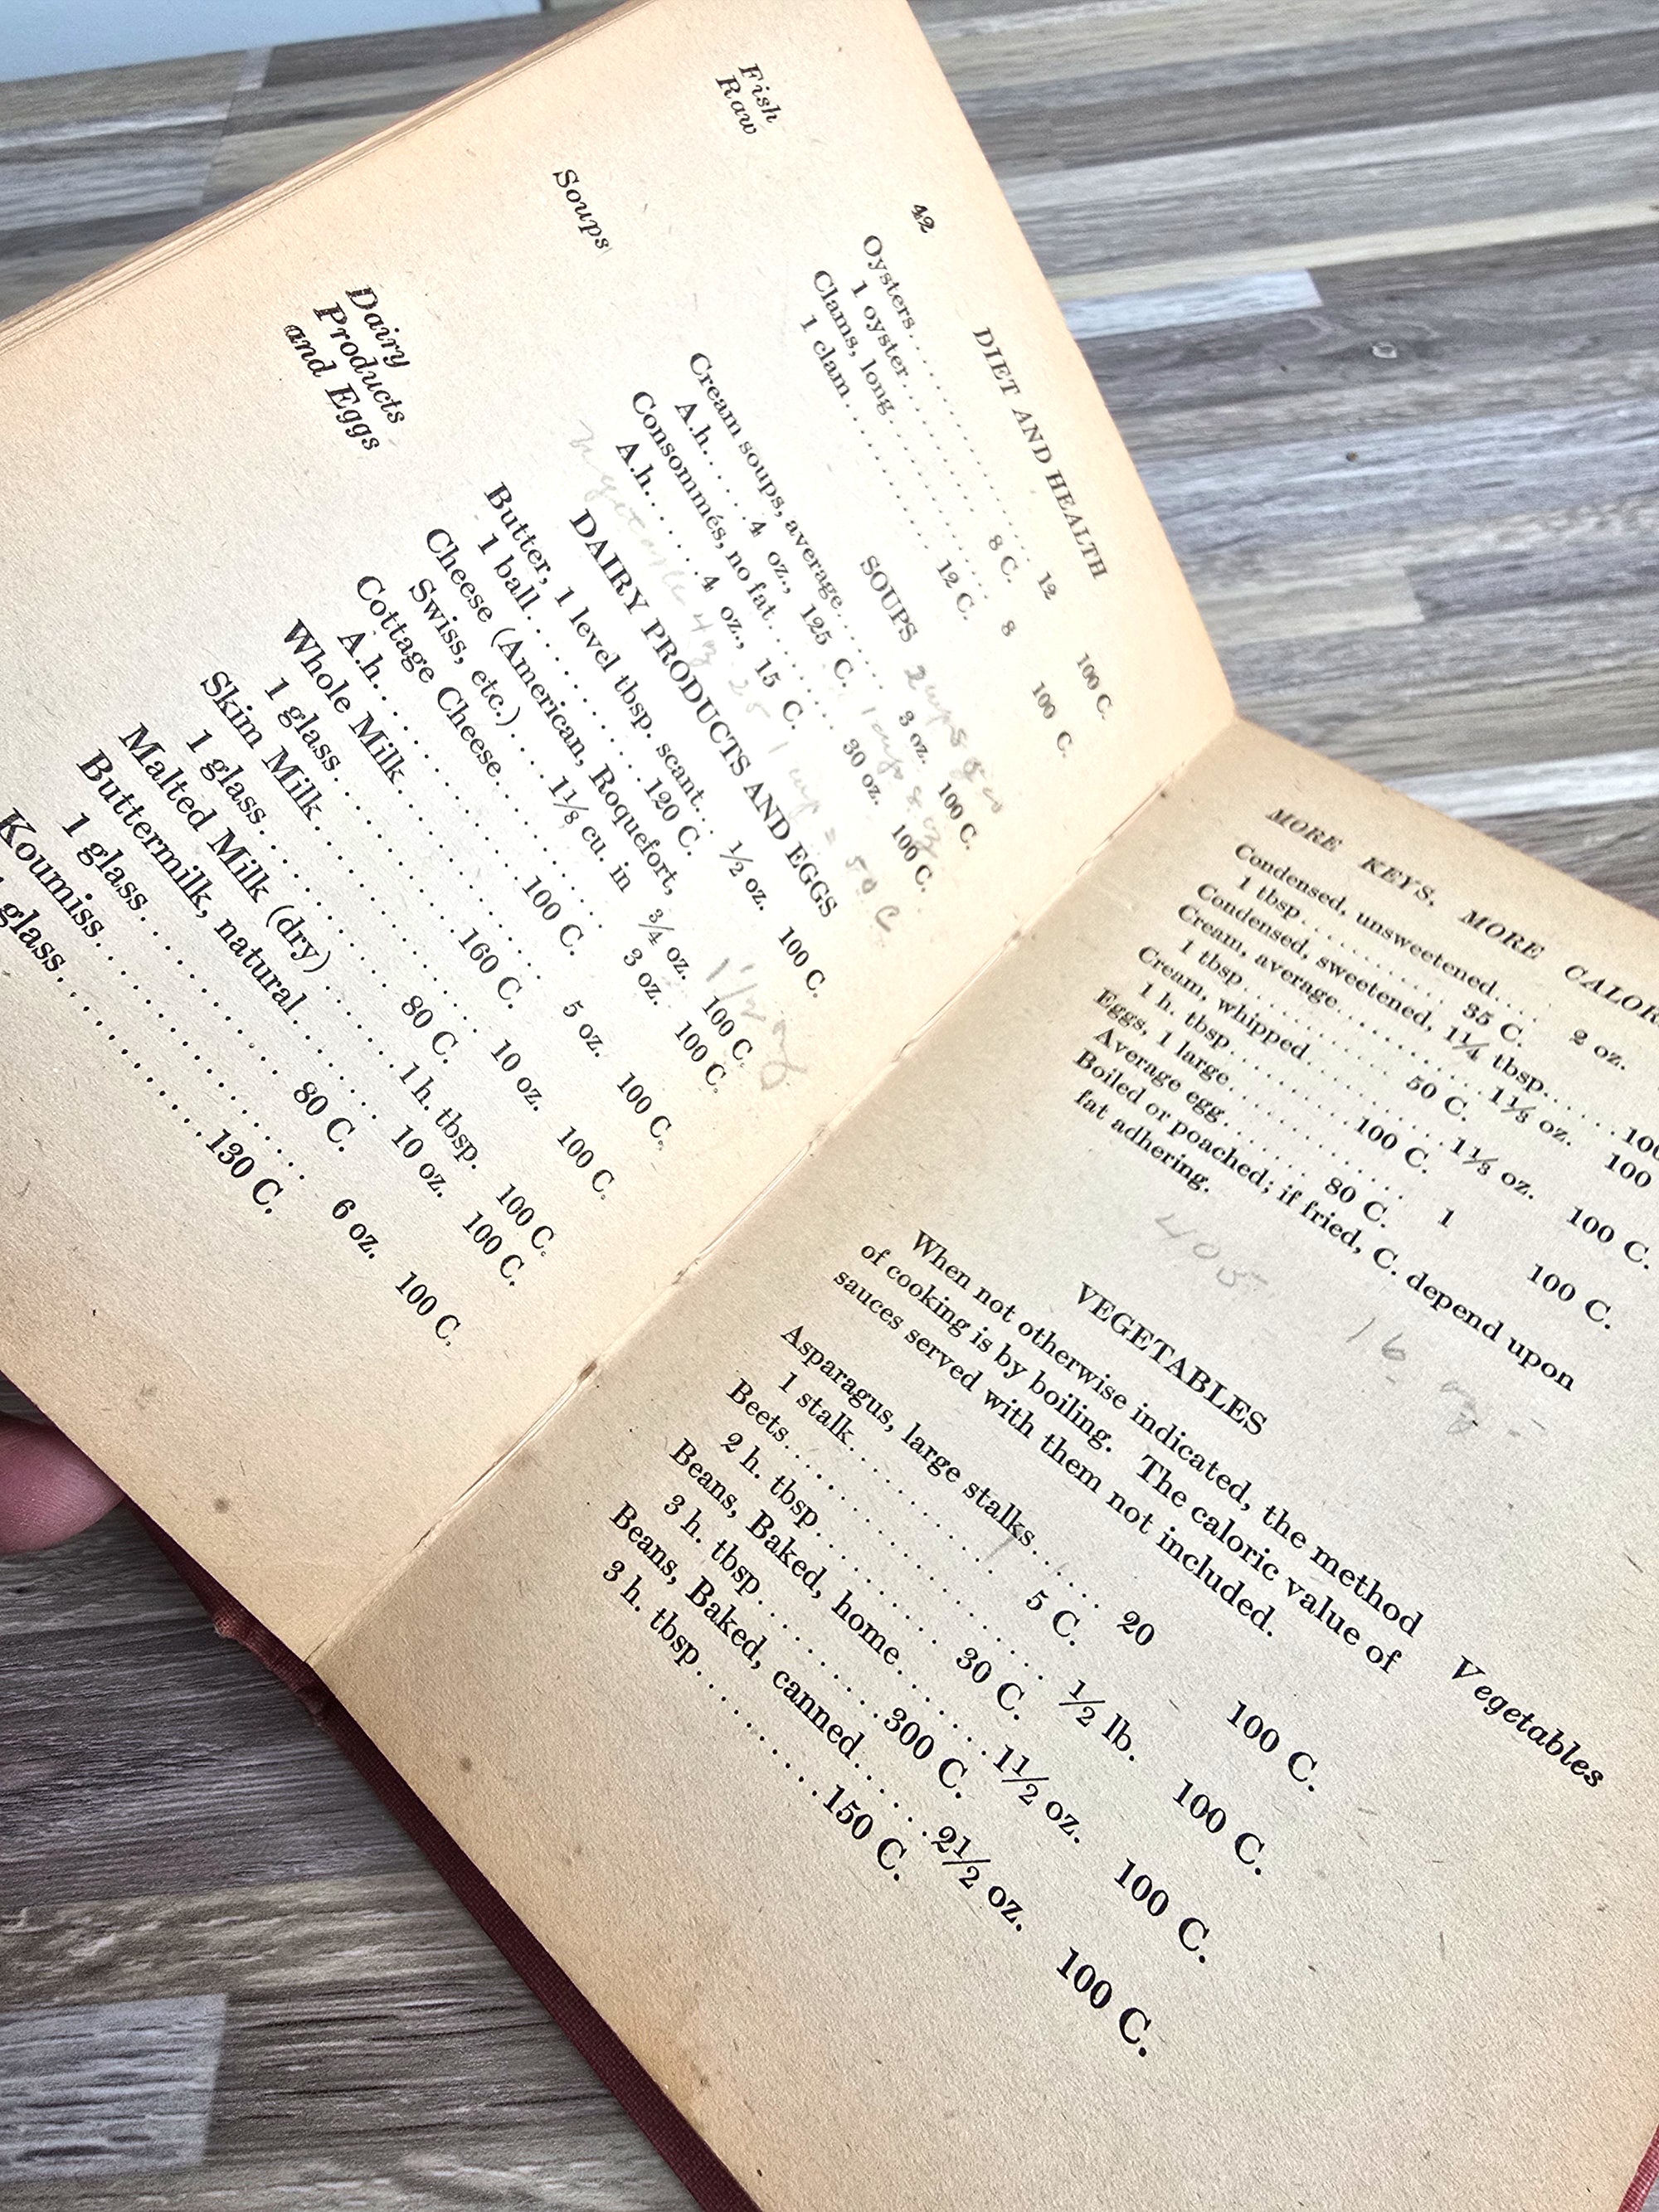 42 DIET AND HEALTH
Fish
Raw
Oysters.................. 12 100 C.
1 oyster............ 8 C.
Clams, long.............. 8 100 C.
1 clam.............. 12 C.
Soups
SOUPS
Cream soups, average...... 3 oz. 100 C.
A.h.......4 oz., 125 C.
Consommés, no fat........ 30 oz. 100 C.
A.h.......4 oz., 15 C.
1 cup = 50 C
Dairy
Products
and Eggs
DAIRY PRODUCTS AND EGGS
Butter, 1 level tbsp. scant... ½ oz. 100 C.
1 ball..............120 C.
Cheese (American, Roquefort,
Swiss, etc.)....1⅛ cu. in ¾ oz. 100 C.
Cottage Cheese............ 3 oz. 100 C.
A.h................ 100 C.
Whole Milk............... 5 oz. 100 C.
1 glass............ 160 C.
Skim Milk................ 10 oz. 100 C.
1 glass............ 80 C.
Malted Milk (dry).......1 h. tbsp. 100 C.
Buttermilk, natural........ 10 oz. 100 C.
1 glass............ 80 C.
Koumiss................. 6 oz. 100 C.
glass..............130 C.
MORE KEYS, MORE CALOR
Condensed, unsweetened.... 2 oz.
1 tbsp............. 35 C.
Condensed, sweetened, 1¼ tbsp...... 100
Cream, average...........1⅛ oz. 100
1 tbsp............. 50 C.
Cream, whipped..........1⅛ oz. 100 C.
1 h. tbsp.......... 100 C.
Eggs, 1 large............ 1 100 C.
Average egg........ 80 C.
Boiled or poached; if fried, C. depend upon
fat adhering.
405
16
VEGETABLES
When not otherwise indicated, the method
of cooking is by boiling. The caloric value of
sauces served with them not included.
Vegetables
Asparagus, large stalks..... 20 100 C.
1 stalk............ 5 C.
Beets.................... ½ lb. 100 C.
2 h. tbsp.......... 30 C.
Beans, Baked, home.......1½ oz. 100 C.
3 h. tbsp..........300 C.
Beans, Baked, canned......2½ oz. 100 C.
3 h. tbsp..........150 C.